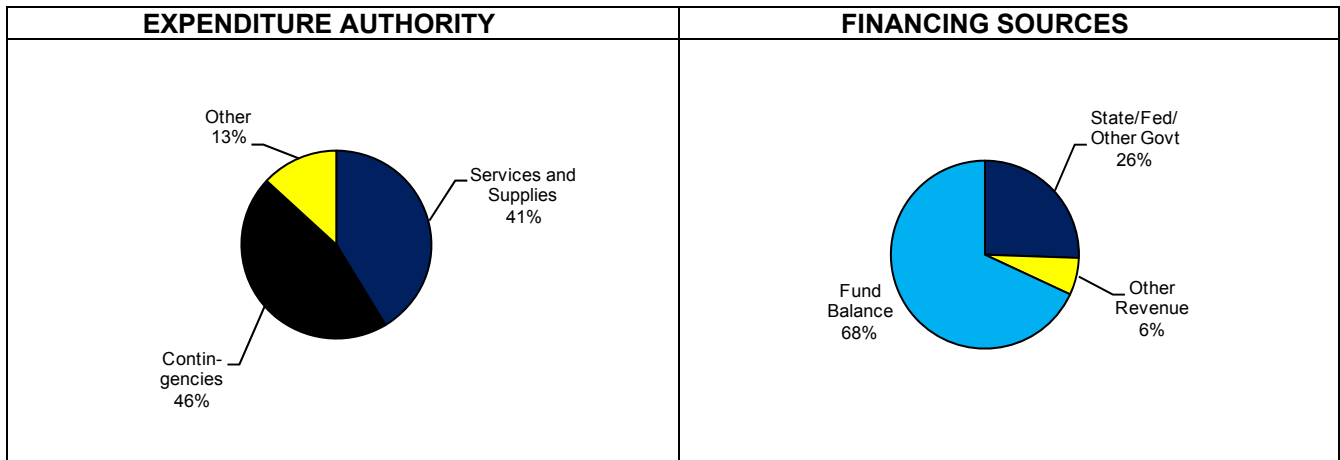 EXPENDITURE AUTHORITY
FINANCING SOURCES
Other
13%
Services and
Supplies
41%
Contin-
gencies
46%
State/Fed/
Other Govt
26%
Other
Revenue
6%
Fund
Balance
68%